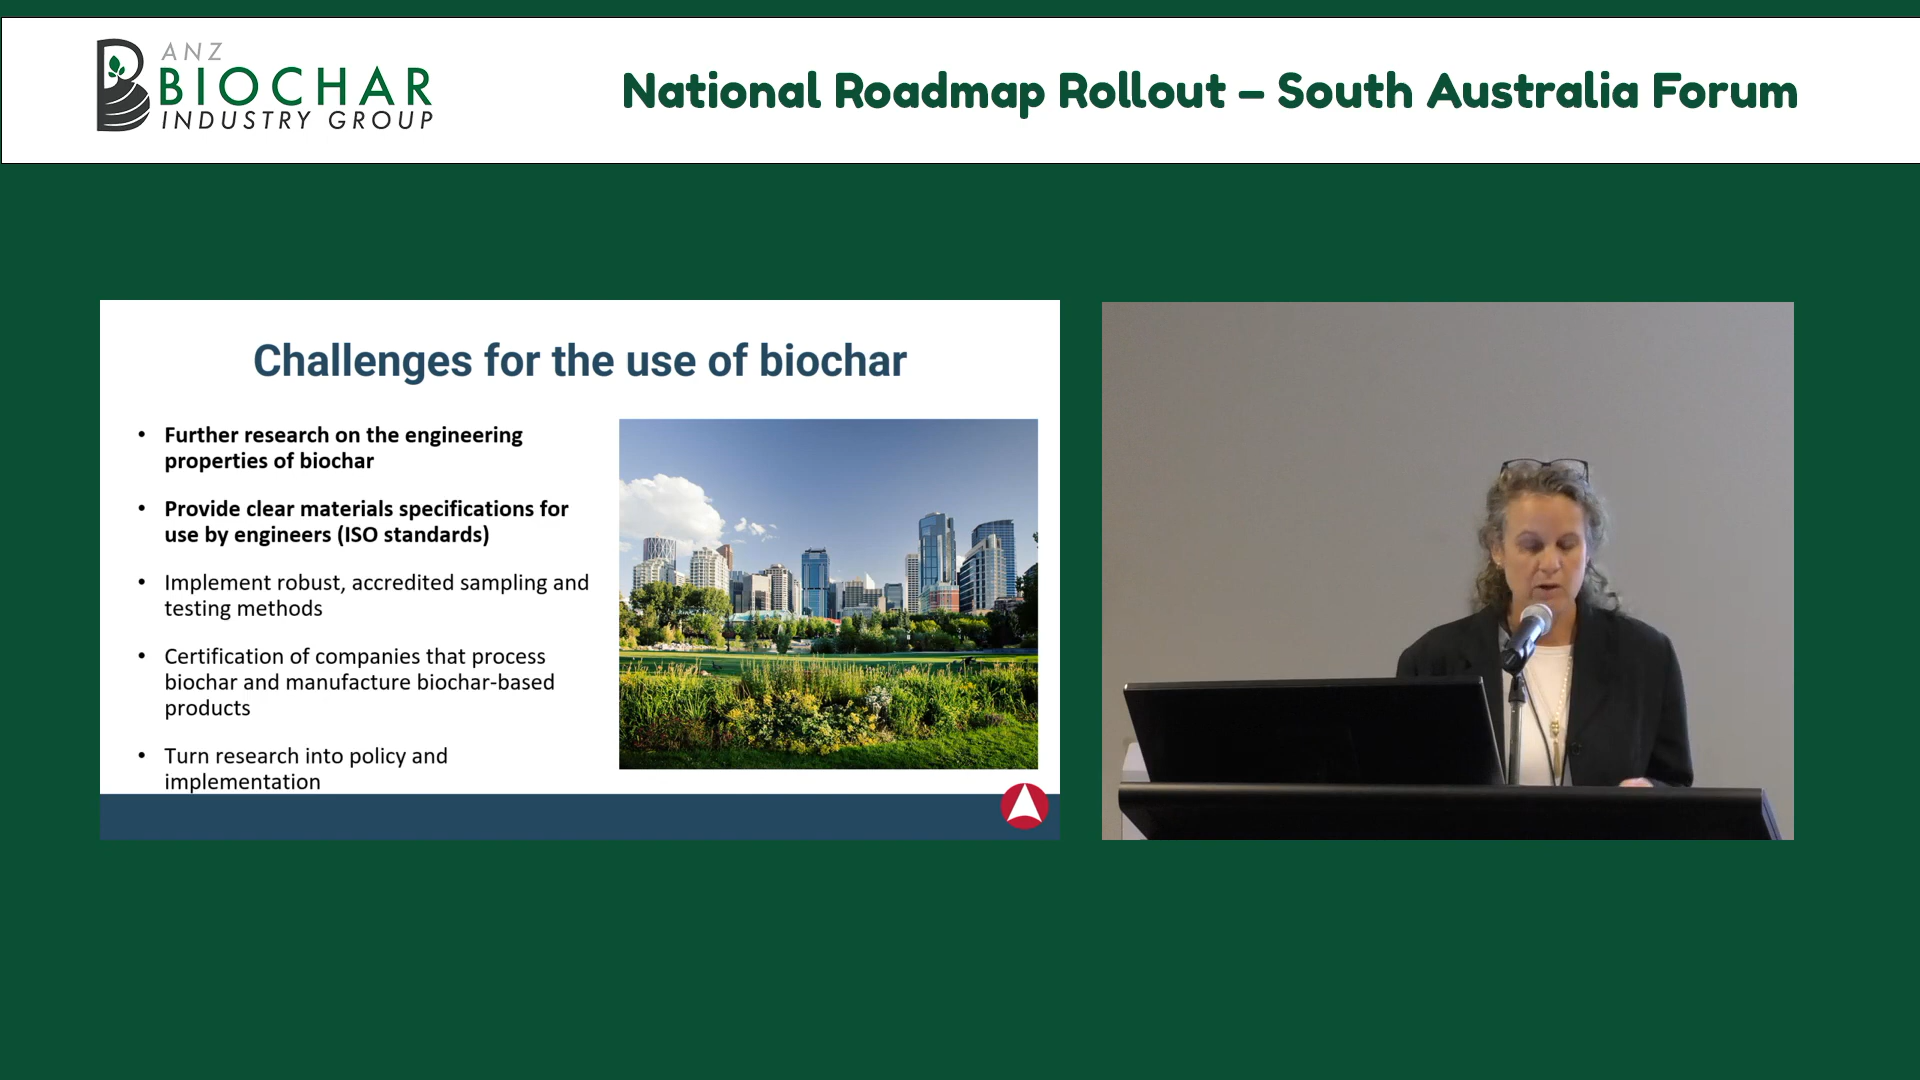 ANZ
BIOCHAR
INDUSTRY GROUP
National Roadmap Rollout – South Australia Forum
Challenges for the use of biochar
• Further research on the engineering
properties of biochar
• Provide clear materials specifications for
use by engineers (ISO standards)
• Implement robust, accredited sampling and
testing methods
• Certification of companies that process
biochar and manufacture biochar-based
products
• Turn research into policy and
implementation